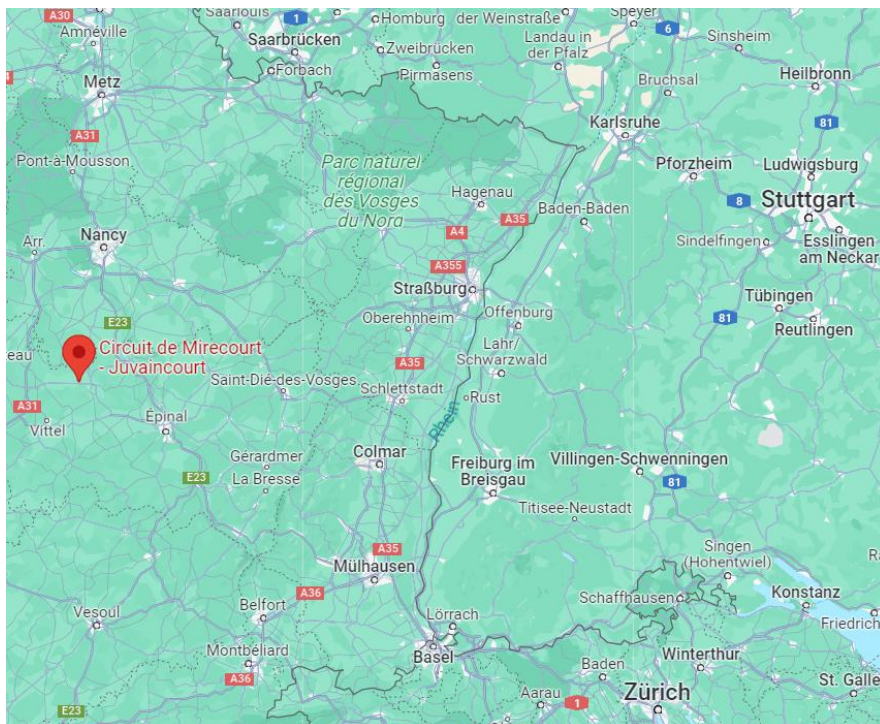 A30
Saarlouis
1
Homburg
der Weinstraße
Speyer
6
Amnéville
Saarbrücken
Zweibrücken
Landau in
der Pfalz
Sinsheim
Forbach
Pirmasens
Heilbronn
Metz
Bruchsal
A31
Karlsruhe
81
Pont-à-Mousson
Parc naturel
régional
des Vosges
du Nord
Pforzheim
Ludwigsburg
Hagenau
8
Stuttgart
Nancy
A4
A35
Baden-Baden
Arr.
Sindelfingen
Esslingen
am Neckar
A355
Straßburg
Tübingen
Offenburg
E23
Oberehnheim
81
Reutlingen
Circuit de Mirecourt
- Juvaincourt
eau
A35
Lahr/
Schwarzwald
Saint-Dié-des-Vosges
Schlettstadt
Rust
A31
Vittel
Épinal
Rhein
Gérardmer
Colmar
Freiburg im
Breisgau
Villingen-Schwenningen
La Bresse
E23
81
Titisee-Neustadt
A35
Mülhausen
Singen
(Hohentwiel)
Ra
A36
Schaffhausen
Konstanz
Vesoul
Belfort
Lörrach
Friedrich
Montbéliard
Basel
Winterthur
A36
Baden
St. Galle
E23
Aarau
1
Zürich